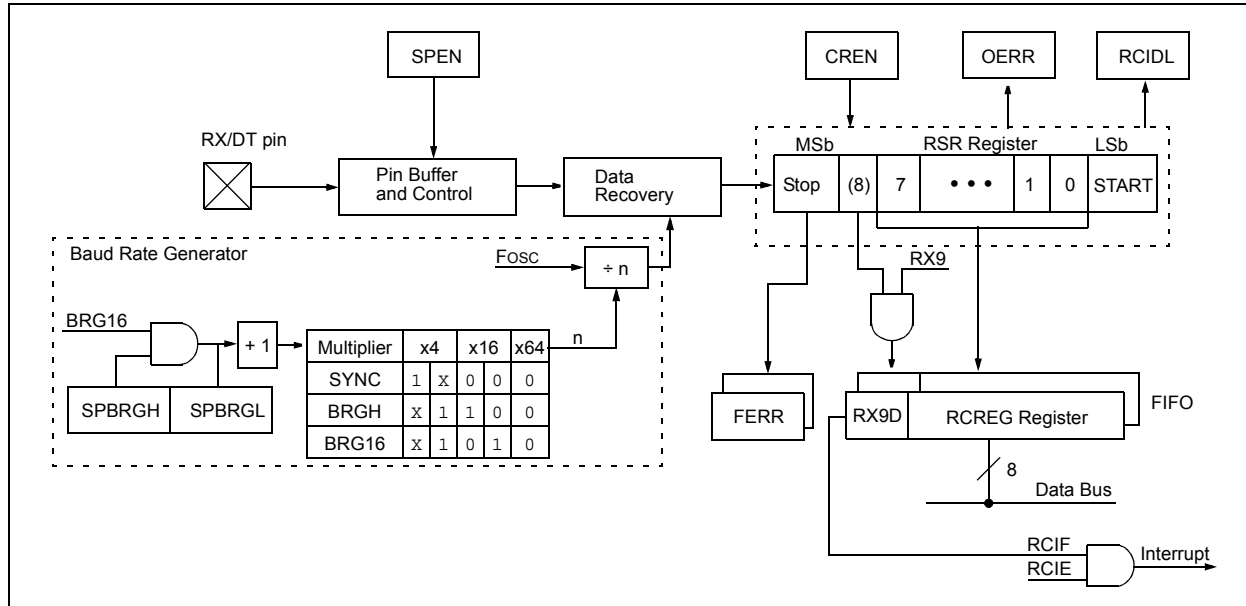 SPEN
CREN
OERR
RCIDL
RX/DT pin
Pin Buffer
and Control
Data
Recovery
MSb
RSR Register
LSb
Stop (8) 7 • • • 1 0 START
Baud Rate Generator
FOSC
÷ n
RX9
BRG16
+ 1
n
Multiplier x4 x16 x64
SYNC 1 X 0 0 0
BRGH X 1 1 0 0
BRG16 X 1 0 1 0
SPBRGH SPBRGL
FERR
RX9D RCREG Register
FIFO
8
Data Bus
RCIF
RCIE
Interrupt